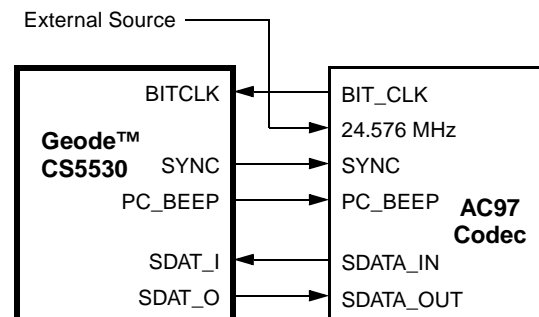 External Source
BITCLK
BIT_CLK
24.576 MHz
Geode™
CS5530
SYNC
SYNC
PC_BEEP
PC_BEEP
AC97
Codec
SDAT_I
SDATA_IN
SDAT_O
SDATA_OUT